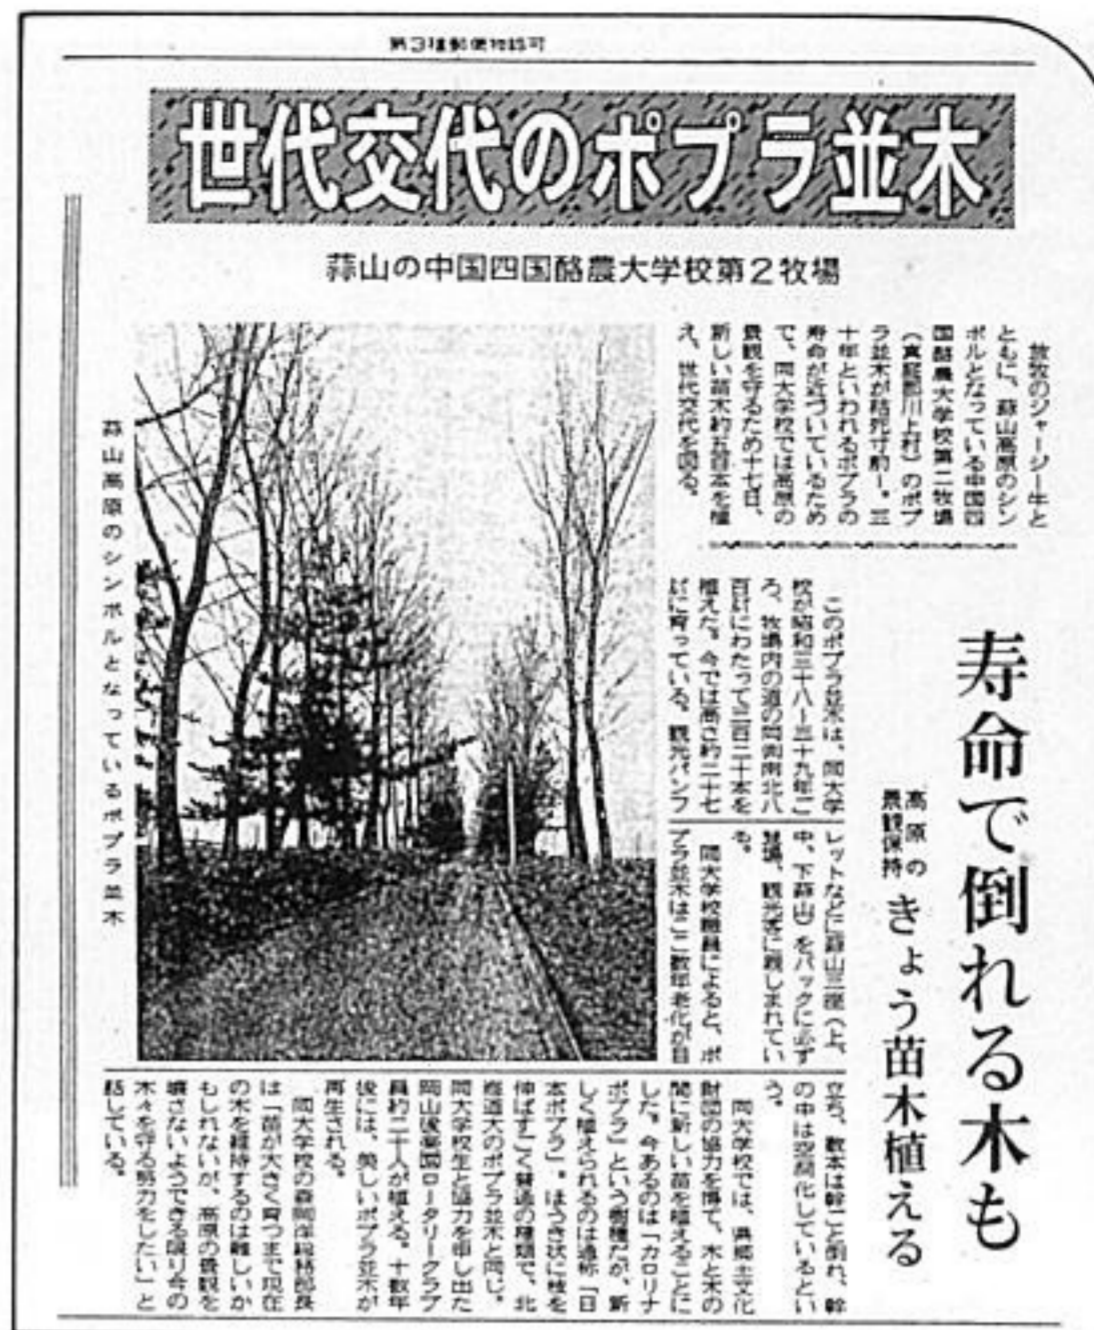 第3種郵便物認可
世代交代のポプラ並木
蒜山の中国四国酪農大学校第2牧場
放牧のジャージー牛と
ともに、蒜山高原のシン
ボルとなっている中国四
国酪農大学校第二牧場
（真庭郡川上村）のポプ
ラ並木が枯死寸前―。三
十年といわれるポプラの
寿命が近づいているため
で、同大学校では高原の
景観を守るため十七日、
新しい苗木約五百本を植
え、世代交代を図る。
寿命で倒れる木も
高原の
景観保持
きょう苗木植える
このポプラ並木は、同大学
校が昭和三十八～三十九年ご
ろ、牧場内の道の両側南北八
百㍍にわたって三百二十本を
植えた。今では高さ約二十七
㍍に育っている。観光パンフ
レットなどに蒜山三座（上、
中、下蒜山）をバックに必ず
登場、観光客に親しまれてい
る。
同大学校職員によると、ポ
プラ並木はここ数年老化が目
立ち、数本は幹ごと倒れ、幹
の中は空洞化しているとい
う。
同大学校では、県郷土文化
財団の協力を得て、木と木の
間に新しい苗を植えることに
した。今あるのは「カロリナ
ポプラ」という樹種だが、新
しく植えられるのは通称「日
本ポプラ」。ほうき状に枝を
伸ばすごく普通の種類で、北
海道大のポプラ並木と同じ。
同大学校生と協力を申し出た
岡山後楽園ロータリークラブ
員約二十人が植える。十数年
後には、美しいポプラ並木が
再生される。
同大学校の森岡洋総務部長
は「苗が大きく育つまで現在
の木を維持するのは難しいか
もしれないが、高原の景観を
壊さないようできる限り今の
木々を守る努力をしたい」と
話している。
蒜山高原のシンボルとなっているポプラ並木